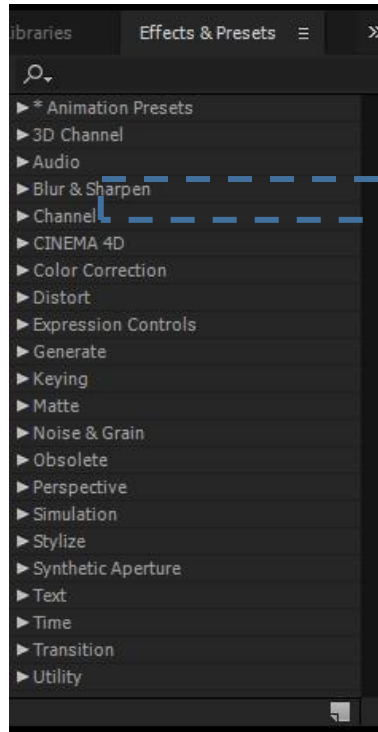 ibraries Effects & Presets
* Animation Presets
3D Channel
Audio
Blur & Sharpen
Channel
CINEMA 4D
Color Correction
Distort
Expression Controls
Generate
Keying
Matte
Noise & Grain
Obsolete
Perspective
Simulation
Stylize
Synthetic Aperture
Text
Time
Transition
Utility